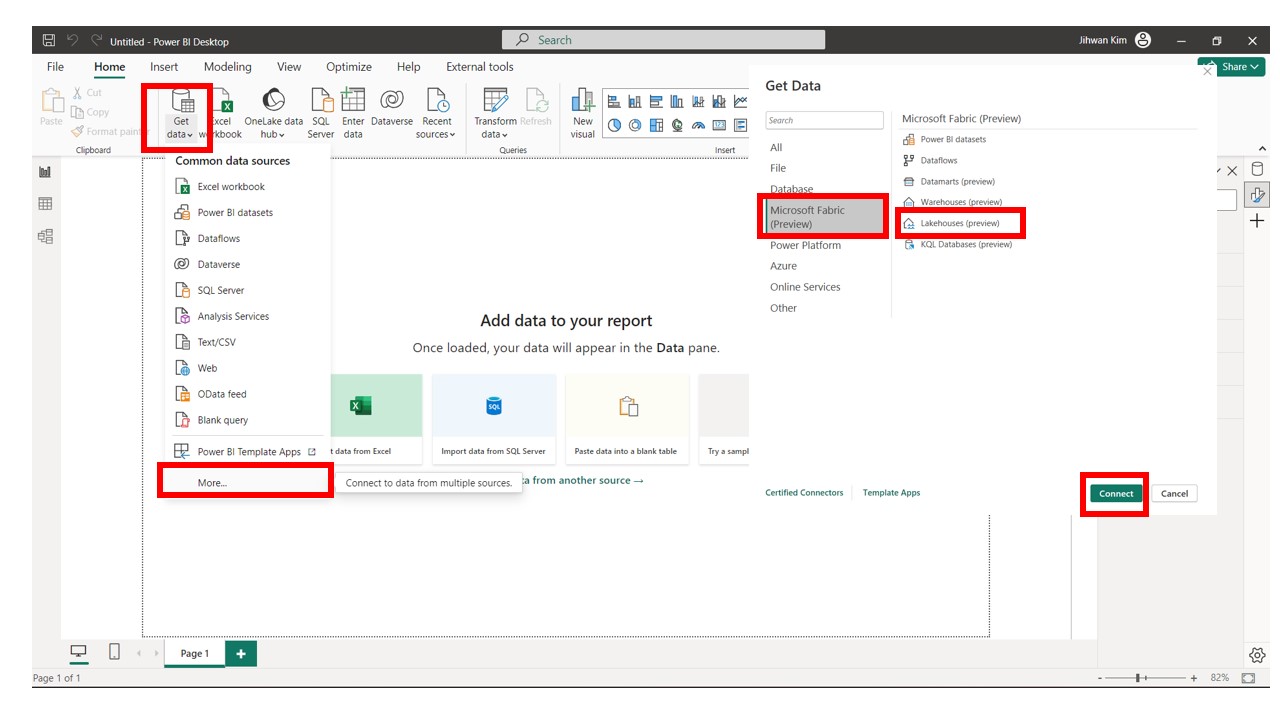 Untitled - Power BI Desktop
Search
Jihwan Kim
File Home Insert Modeling View Optimize Help External tools
Share
Paste
Cut
Copy
Format
Clipboard
Get data
Excel workbook
OneLake data hub
SQL Server
Enter data
Dataverse
Recent sources
Transform data
Refresh
Queries
New visual
Insert
Common data sources
Excel workbook
Power BI datasets
Dataflows
Dataverse
SQL Server
Analysis Services
Text/CSV
Web
OData feed
Blank query
Power BI Template Apps
More...
Connect to data from multiple sources.
Add data to your report
Once loaded, your data will appear in the Data pane.
t data from Excel
Import data from SQL Server
Paste data into a blank table
Try a sampl
a from another source →
Get Data
Search
All
File
Database
Microsoft Fabric
(Preview)
Power Platform
Azure
Online Services
Other
Microsoft Fabric (Preview)
Power BI datasets
Dataflows
Datamarts (preview)
Warehouses (preview)
Lakehouses (preview)
KQL Databases (preview)
Certified Connectors
Template Apps
Connect
Cancel
Page 1
Page 1 of 1
82%